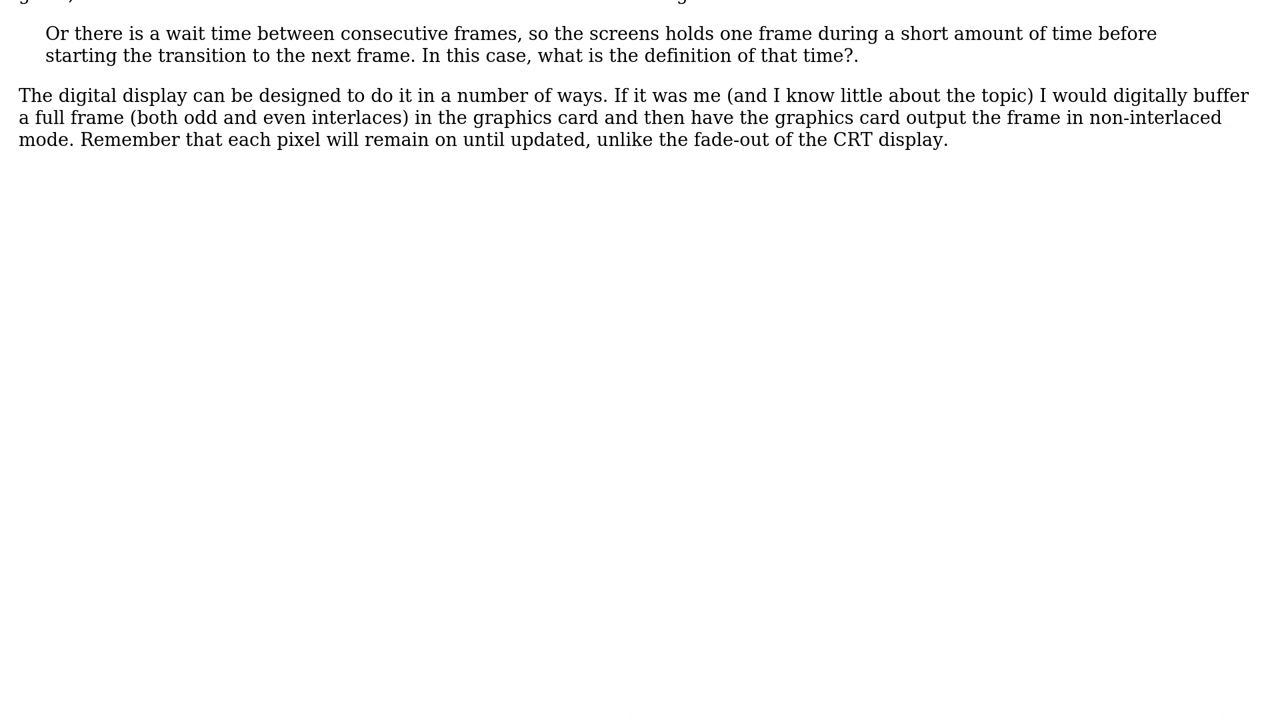 Or there is a wait time between consecutive frames, so the screens holds one frame during a short amount of time before
starting the transition to the next frame. In this case, what is the definition of that time?.
The digital display can be designed to do it in a number of ways. If it was me (and I know little about the topic) I would digitally buffer
a full frame (both odd and even interlaces) in the graphics card and then have the graphics card output the frame in non-interlaced
mode. Remember that each pixel will remain on until updated, unlike the fade-out of the CRT display.